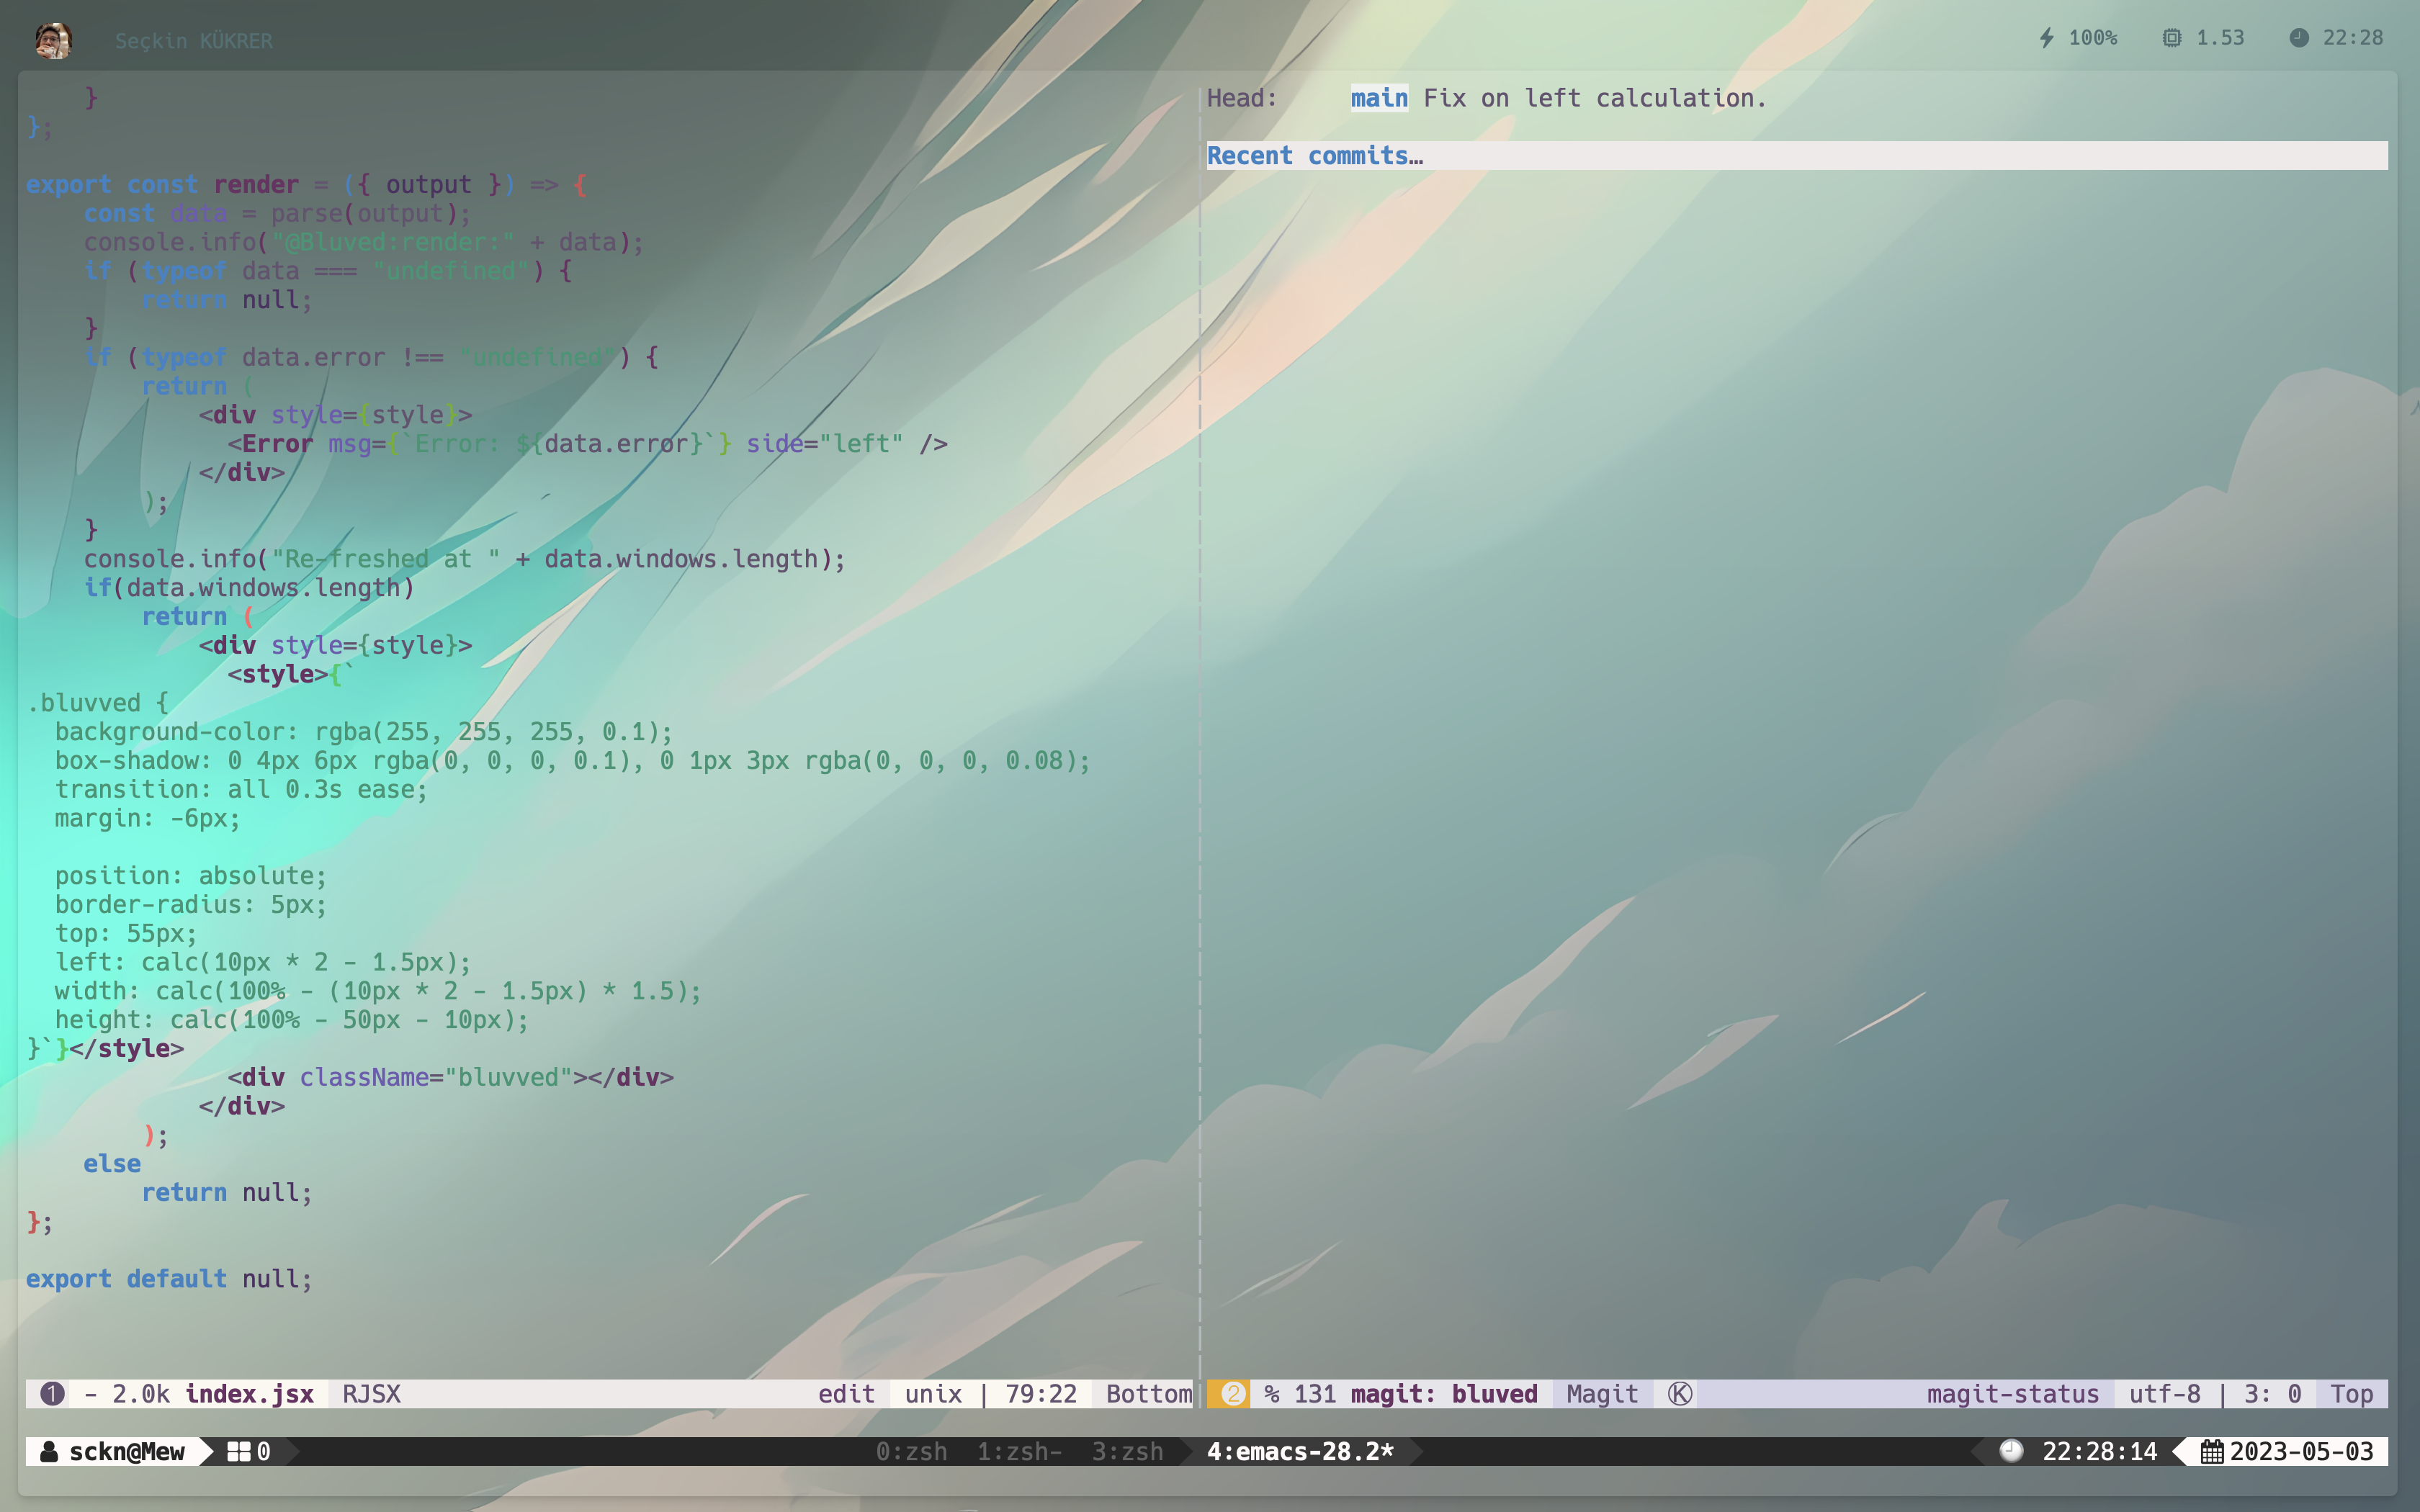 Seçkin KÜKRER
100% 1.53 22:28
    }
};

export const render = ({ output }) => {
    const data = parse(output);
    console.info("@Bluved:render:" + data);
    if (typeof data === "undefined") {
        return null;
    }
    if (typeof data.error !== "undefined") {
        return (
            <div style={style}>
              <Error msg={`Error: ${data.error}`} side="left" />
            </div>
        );
    }
    console.info("Re-freshed at " + data.windows.length);
    if(data.windows.length)
        return (
            <div style={style}>
              <style>{`
.bluvved {
  background-color: rgba(255, 255, 255, 0.1);
  box-shadow: 0 4px 6px rgba(0, 0, 0, 0.1), 0 1px 3px rgba(0, 0, 0, 0.08);
  transition: all 0.3s ease;
  margin: -6px;

  position: absolute;
  border-radius: 5px;
  top: 55px;
  left: calc(10px * 2 - 1.5px);
  width: calc(100% - (10px * 2 - 1.5px) * 1.5);
  height: calc(100% - 50px - 10px);
}`}</style>
              <div className="bluvved"></div>
            </div>
        );
    else
        return null;
};

export default null;
❶ - 2.0k index.jsx RJSX edit unix | 79:22 Bottom
Head: main Fix on left calculation.
Recent commits…
❷ % 131 magit: bluved Magit Ⓚ magit-status utf-8 | 3: 0 Top
sckn@Mew 0 0:zsh 1:zsh- 3:zsh 4:emacs-28.2* 22:28:14 2023-05-03